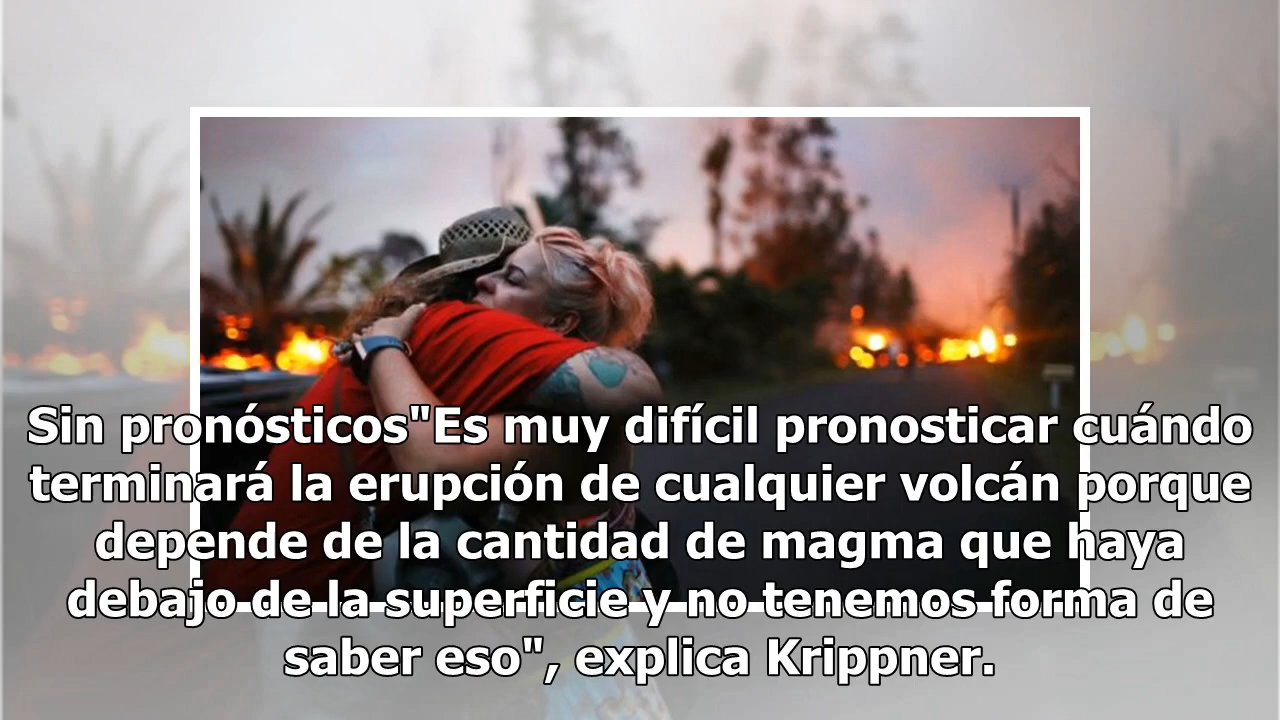 Sin pronósticos"Es muy difícil pronosticar cuándo
terminará la erupción de cualquier volcán porque
depende de la cantidad de magma que haya
debajo de la superficie y no tenemos forma de
saber eso", explica Krippner.